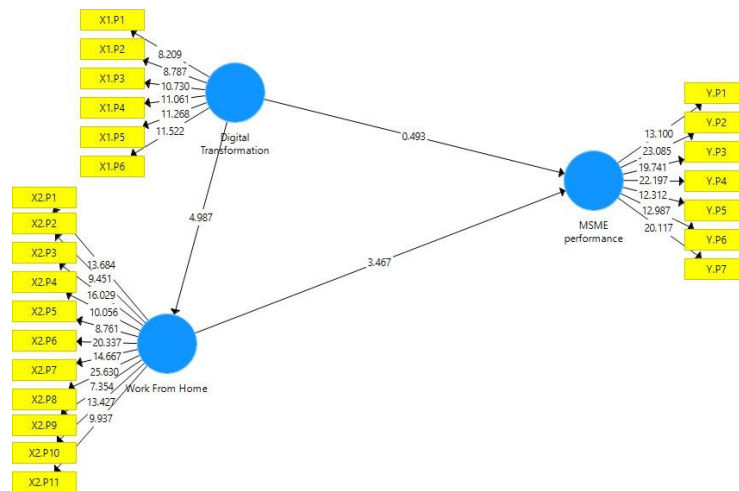 X1.P1
X1.P2
X1.P3
X1.P4
X1.P5
X1.P6
8.209
8.787
10.730
11.061
11.268
11.522
Digital
Transformation
0.493
4.987
3.467
Y.P1
Y.P2
Y.P3
Y.P4
Y.P5
Y.P6
Y.P7
13.100
23.085
19.741
22.197
12.312
12.987
20.117
MSME
performance
X2.P1
X2.P2
X2.P3
X2.P4
X2.P5
X2.P6
X2.P7
X2.P8
X2.P9
X2.P10
X2.P11
13.684
9.451
16.029
10.056
8.761
20.337
14.667
25.630
7.354
13.427
9.937
Work From Home